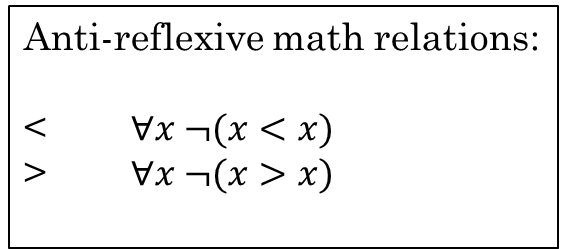 Anti-reflexive math relations:
< ∀x ¬(x < x)
> ∀x ¬(x > x)